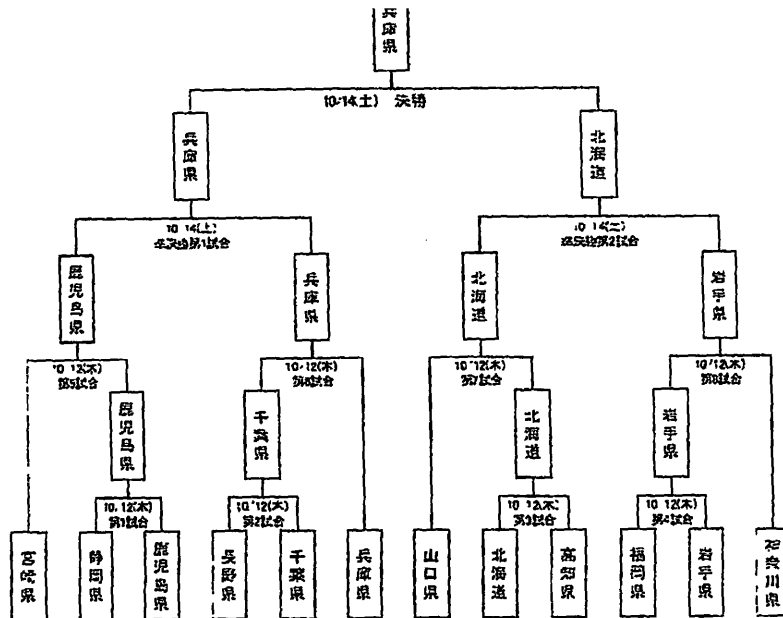 兵庫県
10/14(土) 決勝
兵庫県
北海道
10/14(土)
準決勝第1試合
10/14(土)
準決勝第2試合
鹿児島県
兵庫県
北海道
岩手県
10/12(木)
第5試合
10/12(木)
第6試合
10/12(木)
第7試合
10/12(木)
第8試合
鹿児島県
千葉県
北海道
岩手県
10/12(木)
第1試合
10/12(木)
第2試合
10/12(木)
第3試合
10/12(木)
第4試合
宮崎県
静岡県
鹿児島県
長野県
千葉県
兵庫県
山口県
北海道
高知県
福岡県
岩手県
神奈川県